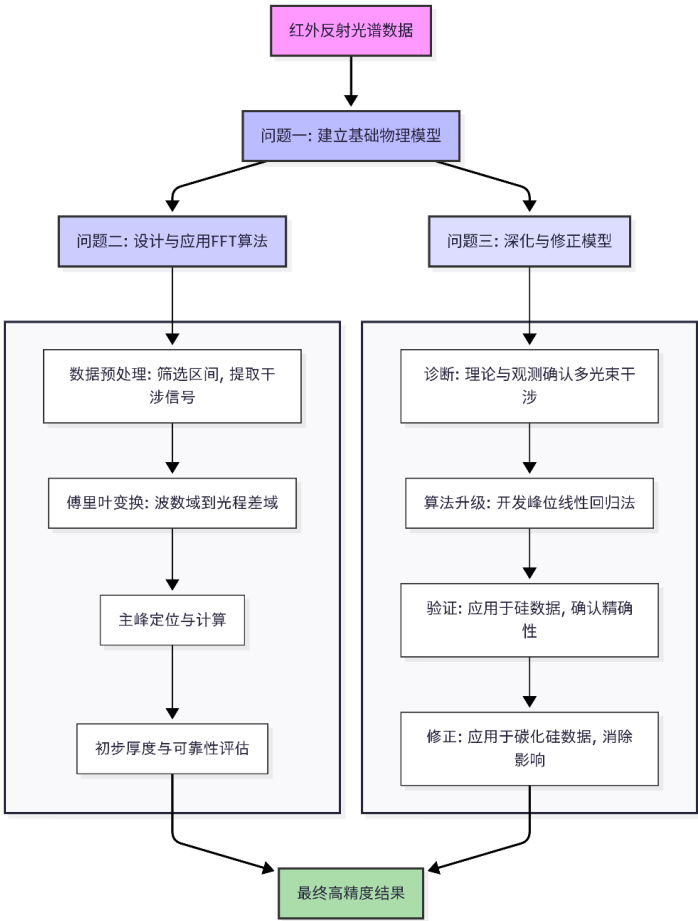 红外反射光谱数据
问题一: 建立基础物理模型
问题二: 设计与应用FFT算法
问题三: 深化与修正模型
数据预处理: 筛选区间, 提取干
涉信号
傅里叶变换: 波数域到光程差域
主峰定位与计算
初步厚度与可靠性评估
诊断: 理论与观测确认多光束干
涉
算法升级: 开发峰位线性回归法
验证: 应用于硅数据, 确认精确
性
修正: 应用于碳化硅数据, 消除
影响
最终高精度结果